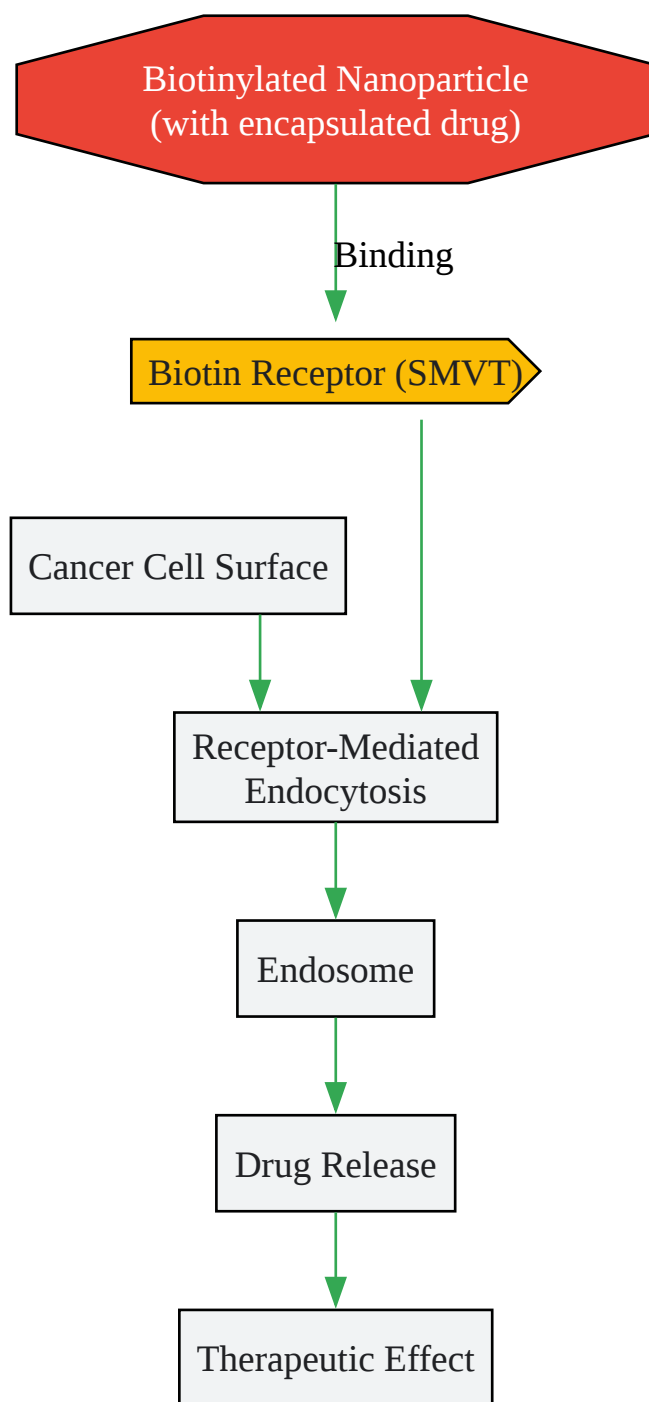 Biotinylated Nanoparticle
(with encapsulated drug)
Binding
Biotin Receptor (SMVT)
Cancer Cell Surface
Receptor-Mediated
Endocytosis
Endosome
Drug Release
Therapeutic Effect